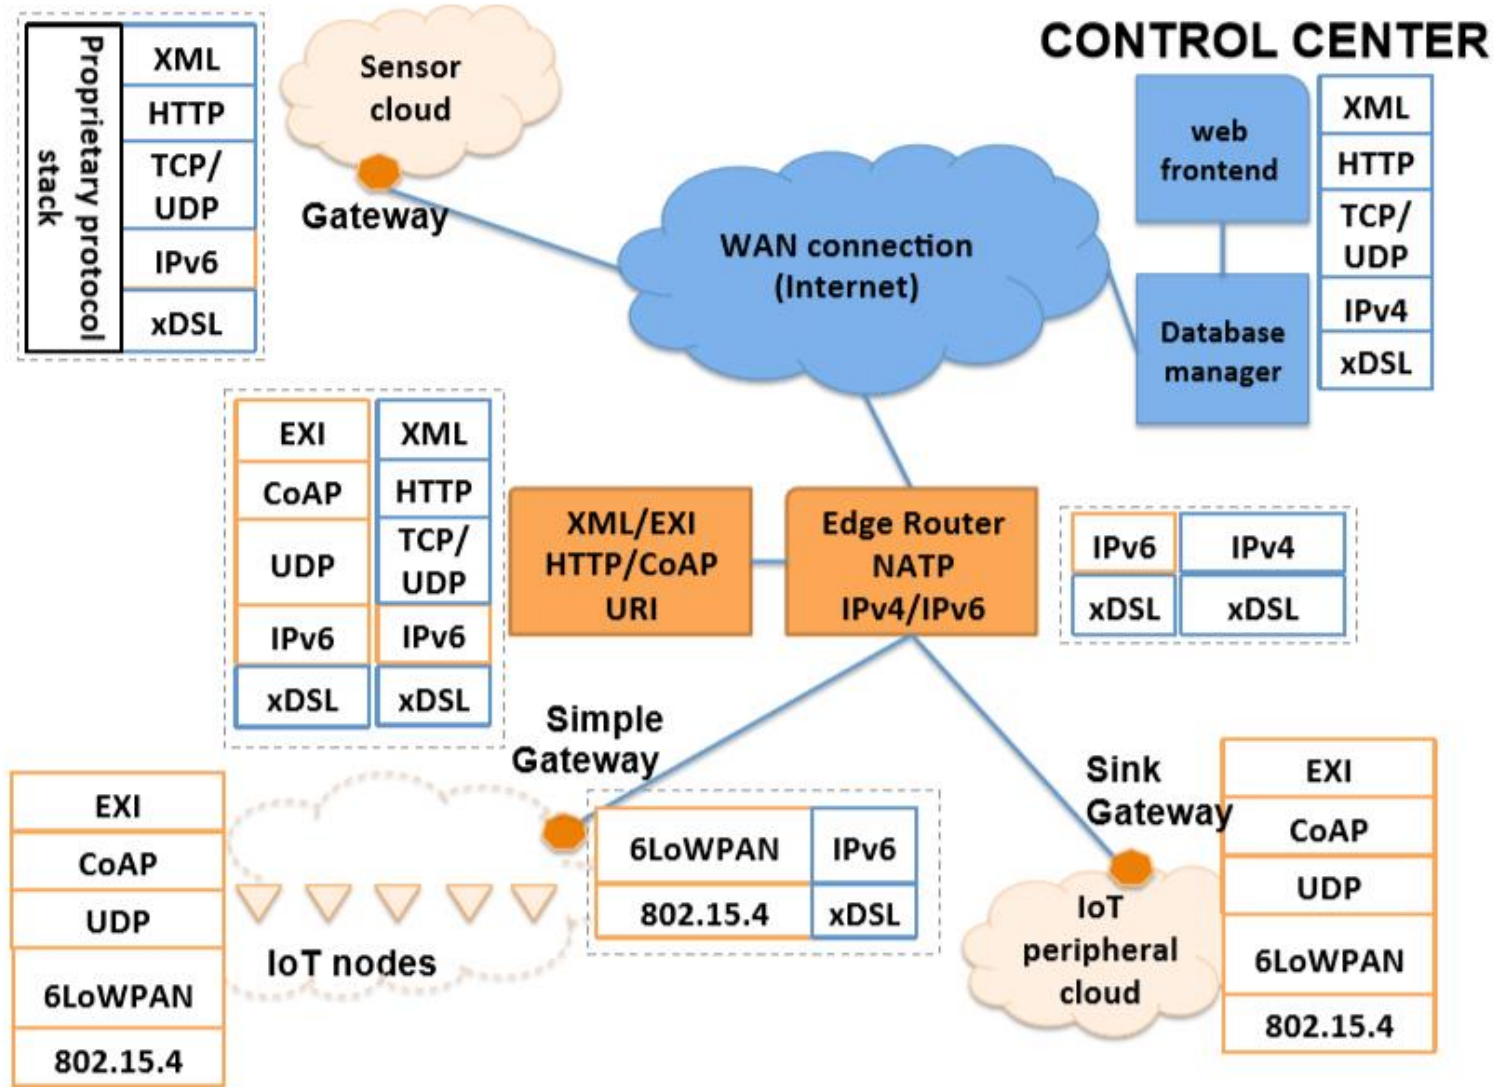 Proprietary protocol
stack
XML
HTTP
TCP/
UDP
IPv6
xDSL
Sensor
cloud
Gateway
WAN connection
(Internet)
CONTROL CENTER
web
frontend
Database
manager
XML
HTTP
TCP/
UDP
IPv4
xDSL
EXI
CoAP
UDP
IPv6
xDSL
XML
HTTP
TCP/
UDP
IPv6
xDSL
XML/EXI
HTTP/CoAP
URI
Edge Router
NATP
IPv4/IPv6
IPv6
IPv4
xDSL
xDSL
Simple
Gateway
Sink
Gateway
EXI
CoAP
UDP
6LoWPAN
802.15.4
IoT nodes
6LoWPAN
IPv6
802.15.4
xDSL
IoT
peripheral
cloud
EXI
CoAP
UDP
6LoWPAN
802.15.4